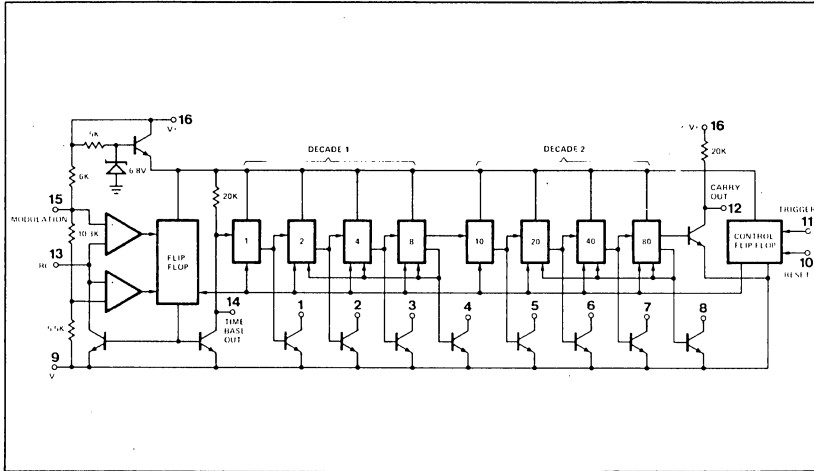 16
V+
5K
6.8V
6K
DECADE 1
DECADE 2
16
V+
20K
20K
15
MODULATION
10.3K
13
FLIP FLOP
1
2
4
8
10
20
40
80
CARRY OUT
12
CONTROL FLIP FLOP
TRIGGER
11
10
RESET
14
TIME BASE OUT
1
2
3
4
5
6
7
8
5.5K
9
V